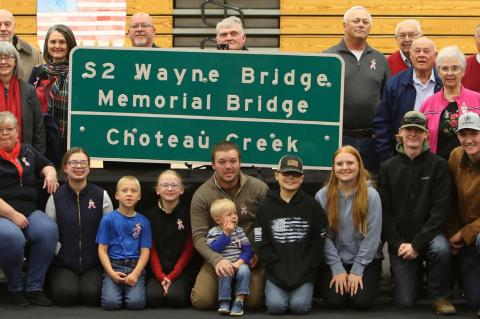 S2 Wayne Bridge
Memorial Bridge
Choteau Creek